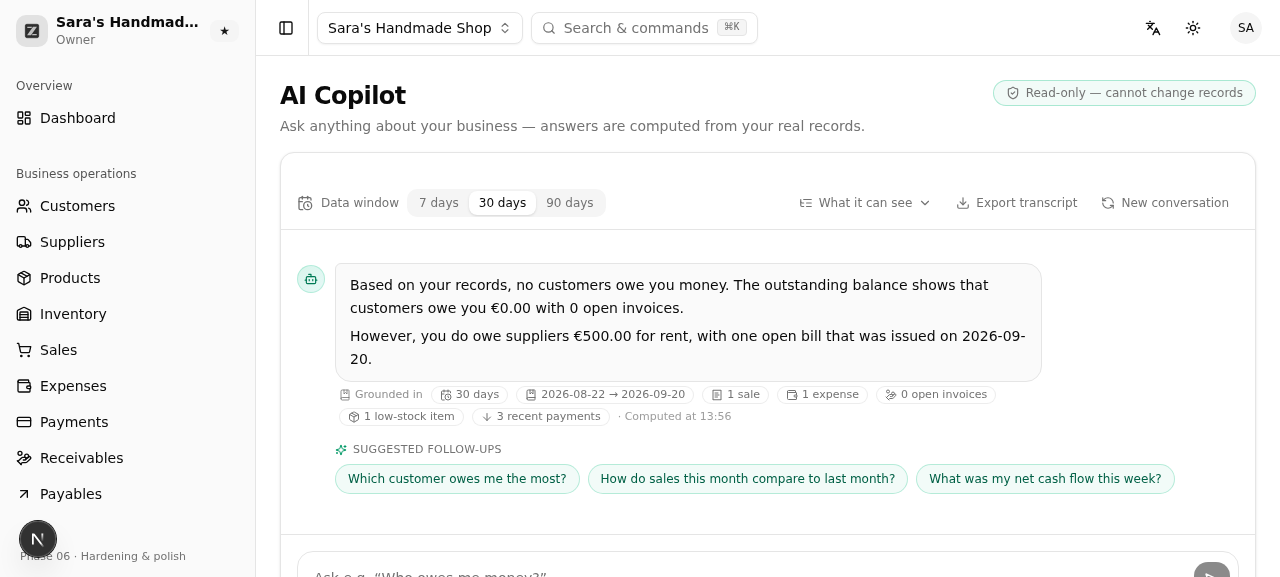 Sara's Handmad...
Owner
★
Overview
Dashboard
Business operations
Customers
Suppliers
Products
Inventory
Sales
Expenses
Payments
Receivables
Payables
N
Phase 06 · Hardening & polish
Sara's Handmade Shop
Search & commands ⌘K
SA
AI Copilot
Read-only — cannot change records
Ask anything about your business — answers are computed from your real records.
Data window 7 days 30 days 90 days
What it can see Export transcript New conversation
Based on your records, no customers owe you money. The outstanding balance shows that
customers owe you €0.00 with 0 open invoices.
However, you do owe suppliers €500.00 for rent, with one open bill that was issued on 2026-09-
20.
Grounded in 30 days 2026-08-22 → 2026-09-20 1 sale 1 expense 0 open invoices
1 low-stock item 3 recent payments · Computed at 13:56
SUGGESTED FOLLOW-UPS
Which customer owes me the most? How do sales this month compare to last month? What was my net cash flow this week?
Ask e.g. “Who owes me money?”